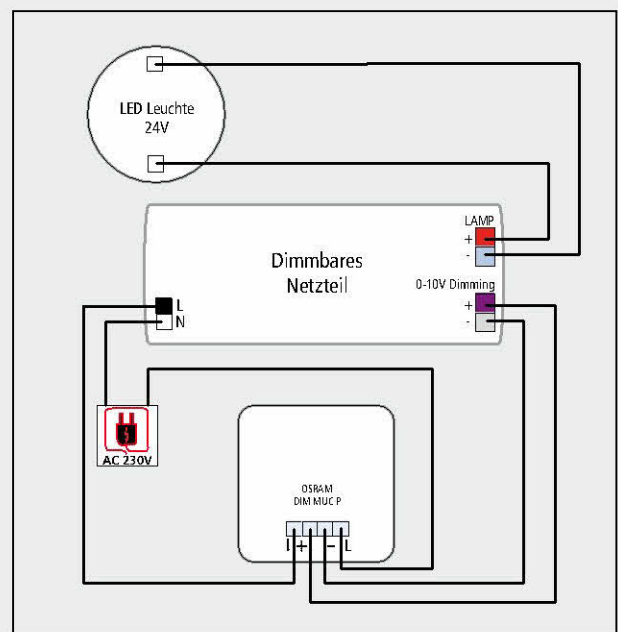 LED Leuchte
24V
LAMP
+
-
Dimmbares
Netzteil
0-10V Dimming
+
-
L
N
AC 230V
OSRAM
DIM MUC P
+ - L